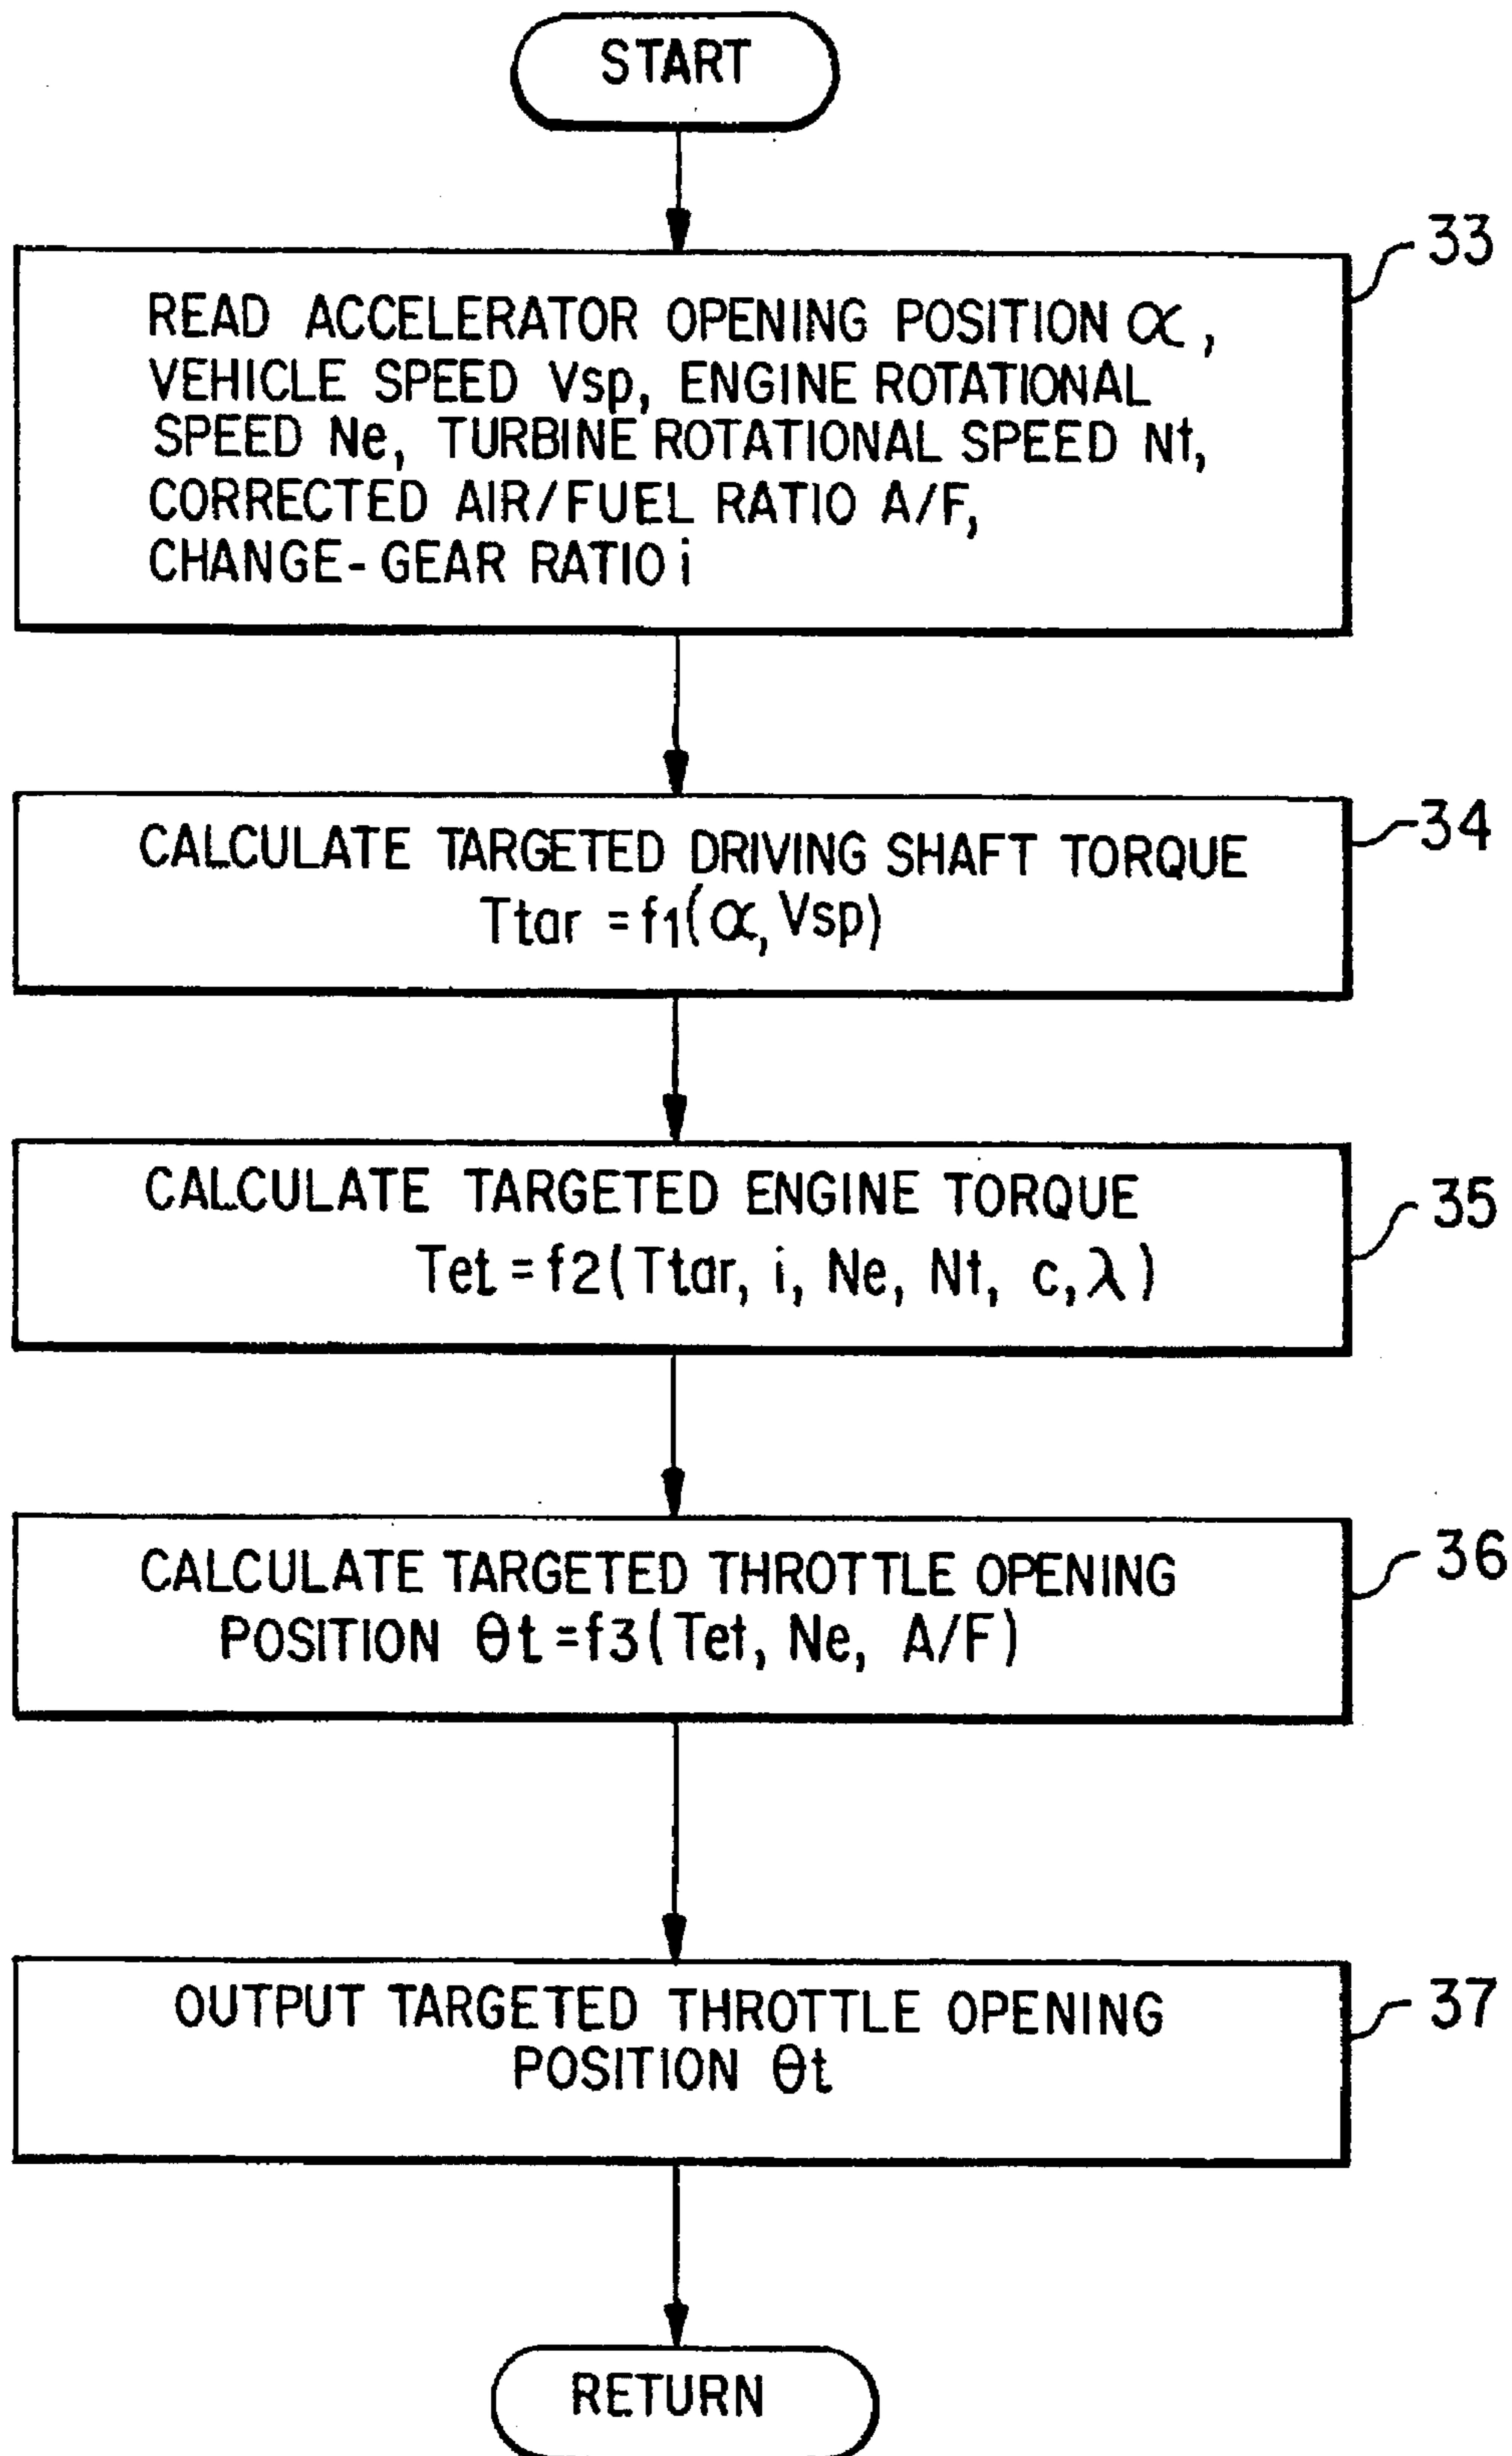 START
33
READ ACCELERATOR OPENING POSITION α,
VEHICLE SPEED Vsp, ENGINE ROTATIONAL
SPEED Ne, TURBINE ROTATIONAL SPEED Nt,
CORRECTED AIR/FUEL RATIO A/F,
CHANGE-GEAR RATIO i
34
CALCULATE TARGETED DRIVING SHAFT TORQUE
Ttar = f1(α, Vsp)
35
CALCULATE TARGETED ENGINE TORQUE
Tet = f2(Ttar, i, Ne, Nt, c, λ)
36
CALCULATE TARGETED THROTTLE OPENING
POSITION θt = f3(Tet, Ne, A/F)
37
OUTPUT TARGETED THROTTLE OPENING
POSITION θt
RETURN